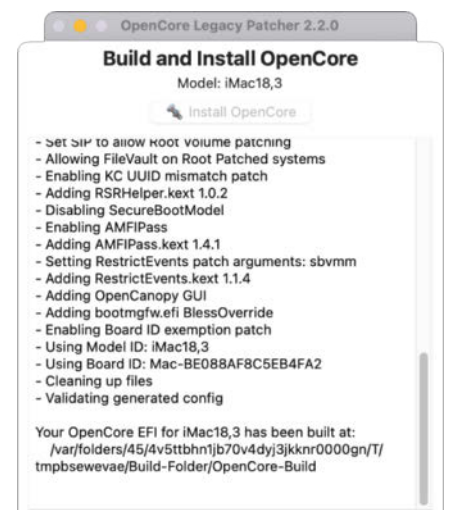 OpenCore Legacy Patcher 2.2.0
Build and Install OpenCore
Model: iMac18,3
Install OpenCore
- Set SIP to allow Root Volume patching
- Allowing FileVault on Root Patched systems
- Enabling KC UUID mismatch patch
- Adding RSRHelper.kext 1.0.2
- Disabling SecureBootModel
- Enabling AMFIPass
- Adding AMFIPass.kext 1.4.1
- Setting RestrictEvents patch arguments: sbvmm
- Adding RestrictEvents.kext 1.1.4
- Adding OpenCanopy GUI
- Adding bootmgfw.efi BlessOverride
- Enabling Board ID exemption patch
- Using Model ID: iMac18,3
- Using Board ID: Mac-BE088AF8C5EB4FA2
- Cleaning up files
- Validating generated config
Your OpenCore EFI for iMac18,3 has been built at:
/var/folders/45/4v5ttbhn1jb70v4dyj3jkknr0000gn/T/
tmpbsewevae/Build-Folder/OpenCore-Build